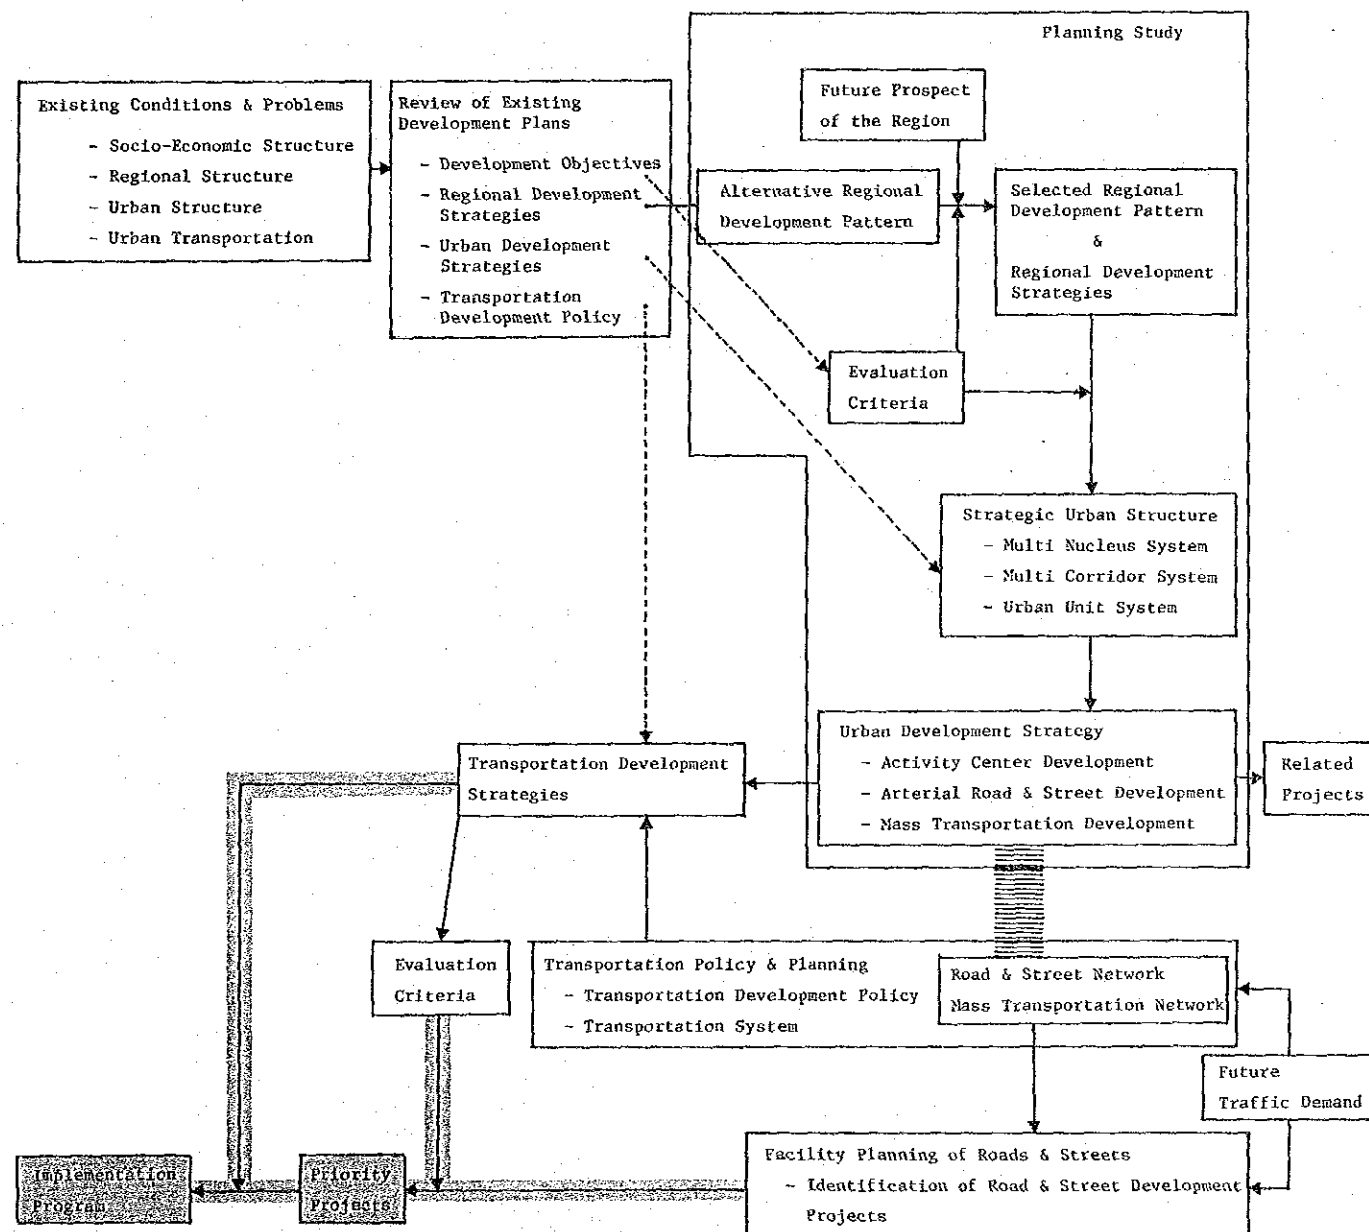 Planning Study
Existing Conditions & Problems
- Socio-Economic Structure
- Regional Structure
- Urban Structure
- Urban Transportation
Review of Existing
Development Plans
- Development Objectives
- Regional Development
Strategies
- Urban Development
Strategies
- Transportation
Development Policy
Future Prospect
of the Region
Alternative Regional
Development Pattern
Selected Regional
Development Pattern
&
Regional Development
Strategies
Evaluation
Criteria
Strategic Urban Structure
- Multi Nucleus System
- Multi Corridor System
- Urban Unit System
Urban Development Strategy
- Activity Center Development
- Arterial Road & Street Development
- Mass Transportation Development
Related
Projects
Transportation Development
Strategies
Evaluation
Criteria
Transportation Policy & Planning
- Transportation Development Policy
- Transportation System
Road & Street Network
Mass Transportation Network
Future
Traffic Demand
Facility Planning of Roads & Streets
- Identification of Road & Street Development
Projects
Priority
Projects
Implementation
Program